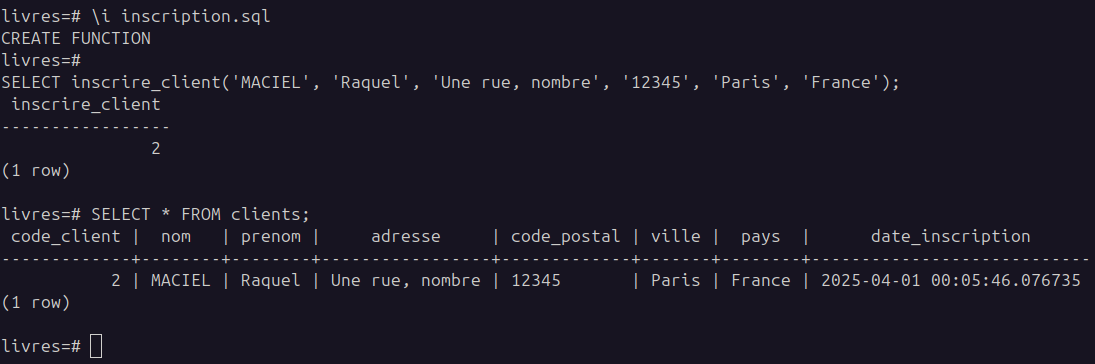 livres=# \i inscription.sql
CREATE FUNCTION
livres=#
SELECT inscrire_client('MACIEL', 'Raquel', 'Une rue, nombre', '12345', 'Paris', 'France');
 inscrire_client
-----------------
               2
(1 row)

livres=# SELECT * FROM clients;
 code_client |  nom   | prenom |     adresse     | code_postal | ville |  pays  |      date_inscription
-------------+--------+--------+-----------------+-------------+-------+--------+----------------------------
           2 | MACIEL | Raquel | Une rue, nombre | 12345       | Paris | France | 2025-04-01 00:05:46.076735
(1 row)

livres=#